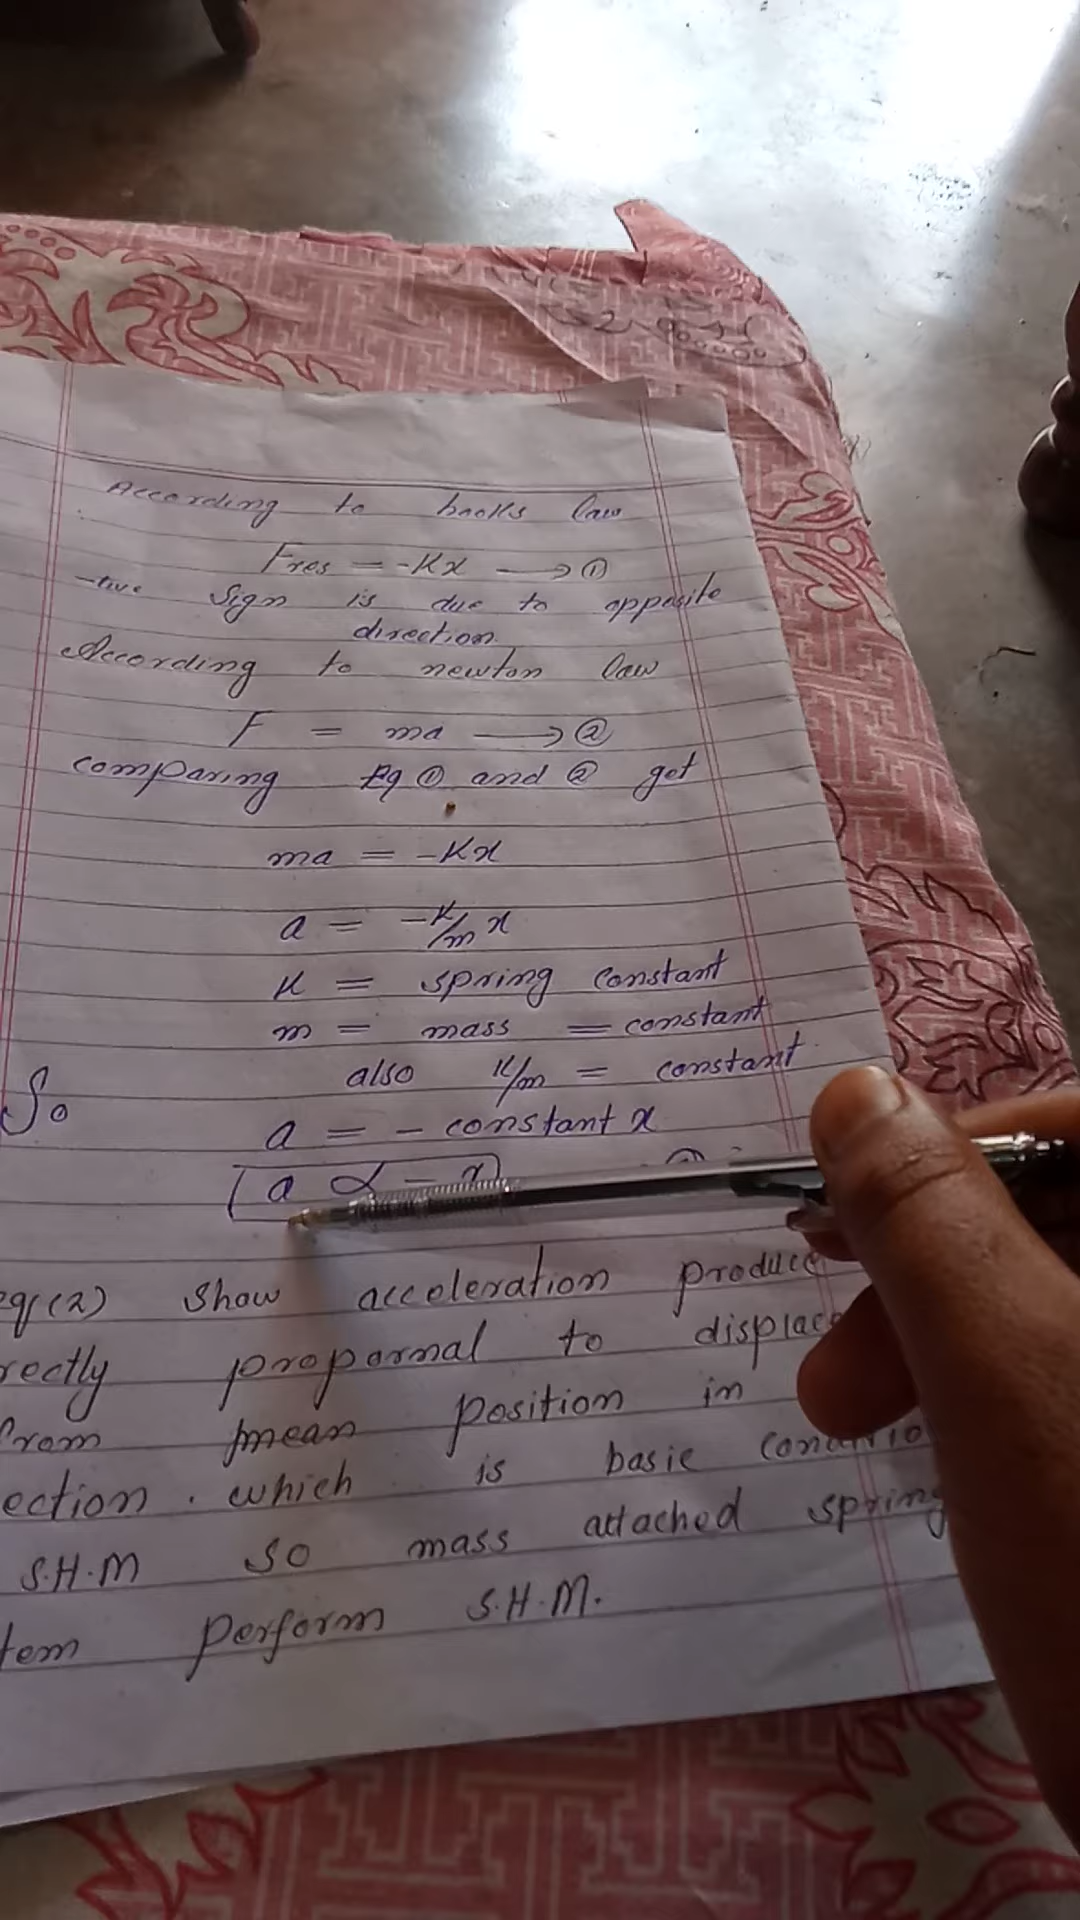 According to hooks law
Fres = -Kx ⟶ ①
-tive Sign is due to opposite
direction
According to newton law
F = ma ⟶ ②
comparing Eq ① and ② get
ma = -Kx
a = -K/m x
K = spring constant
m = mass = constant
also K/m = constant
So
a = - constant x
a ∝ - x
eq(2) show acceleration produce
rectly propornal to displac
from mean position in
ection . which is basic conditio
S.H.M so mass attached spring
tem perform S.H.M.